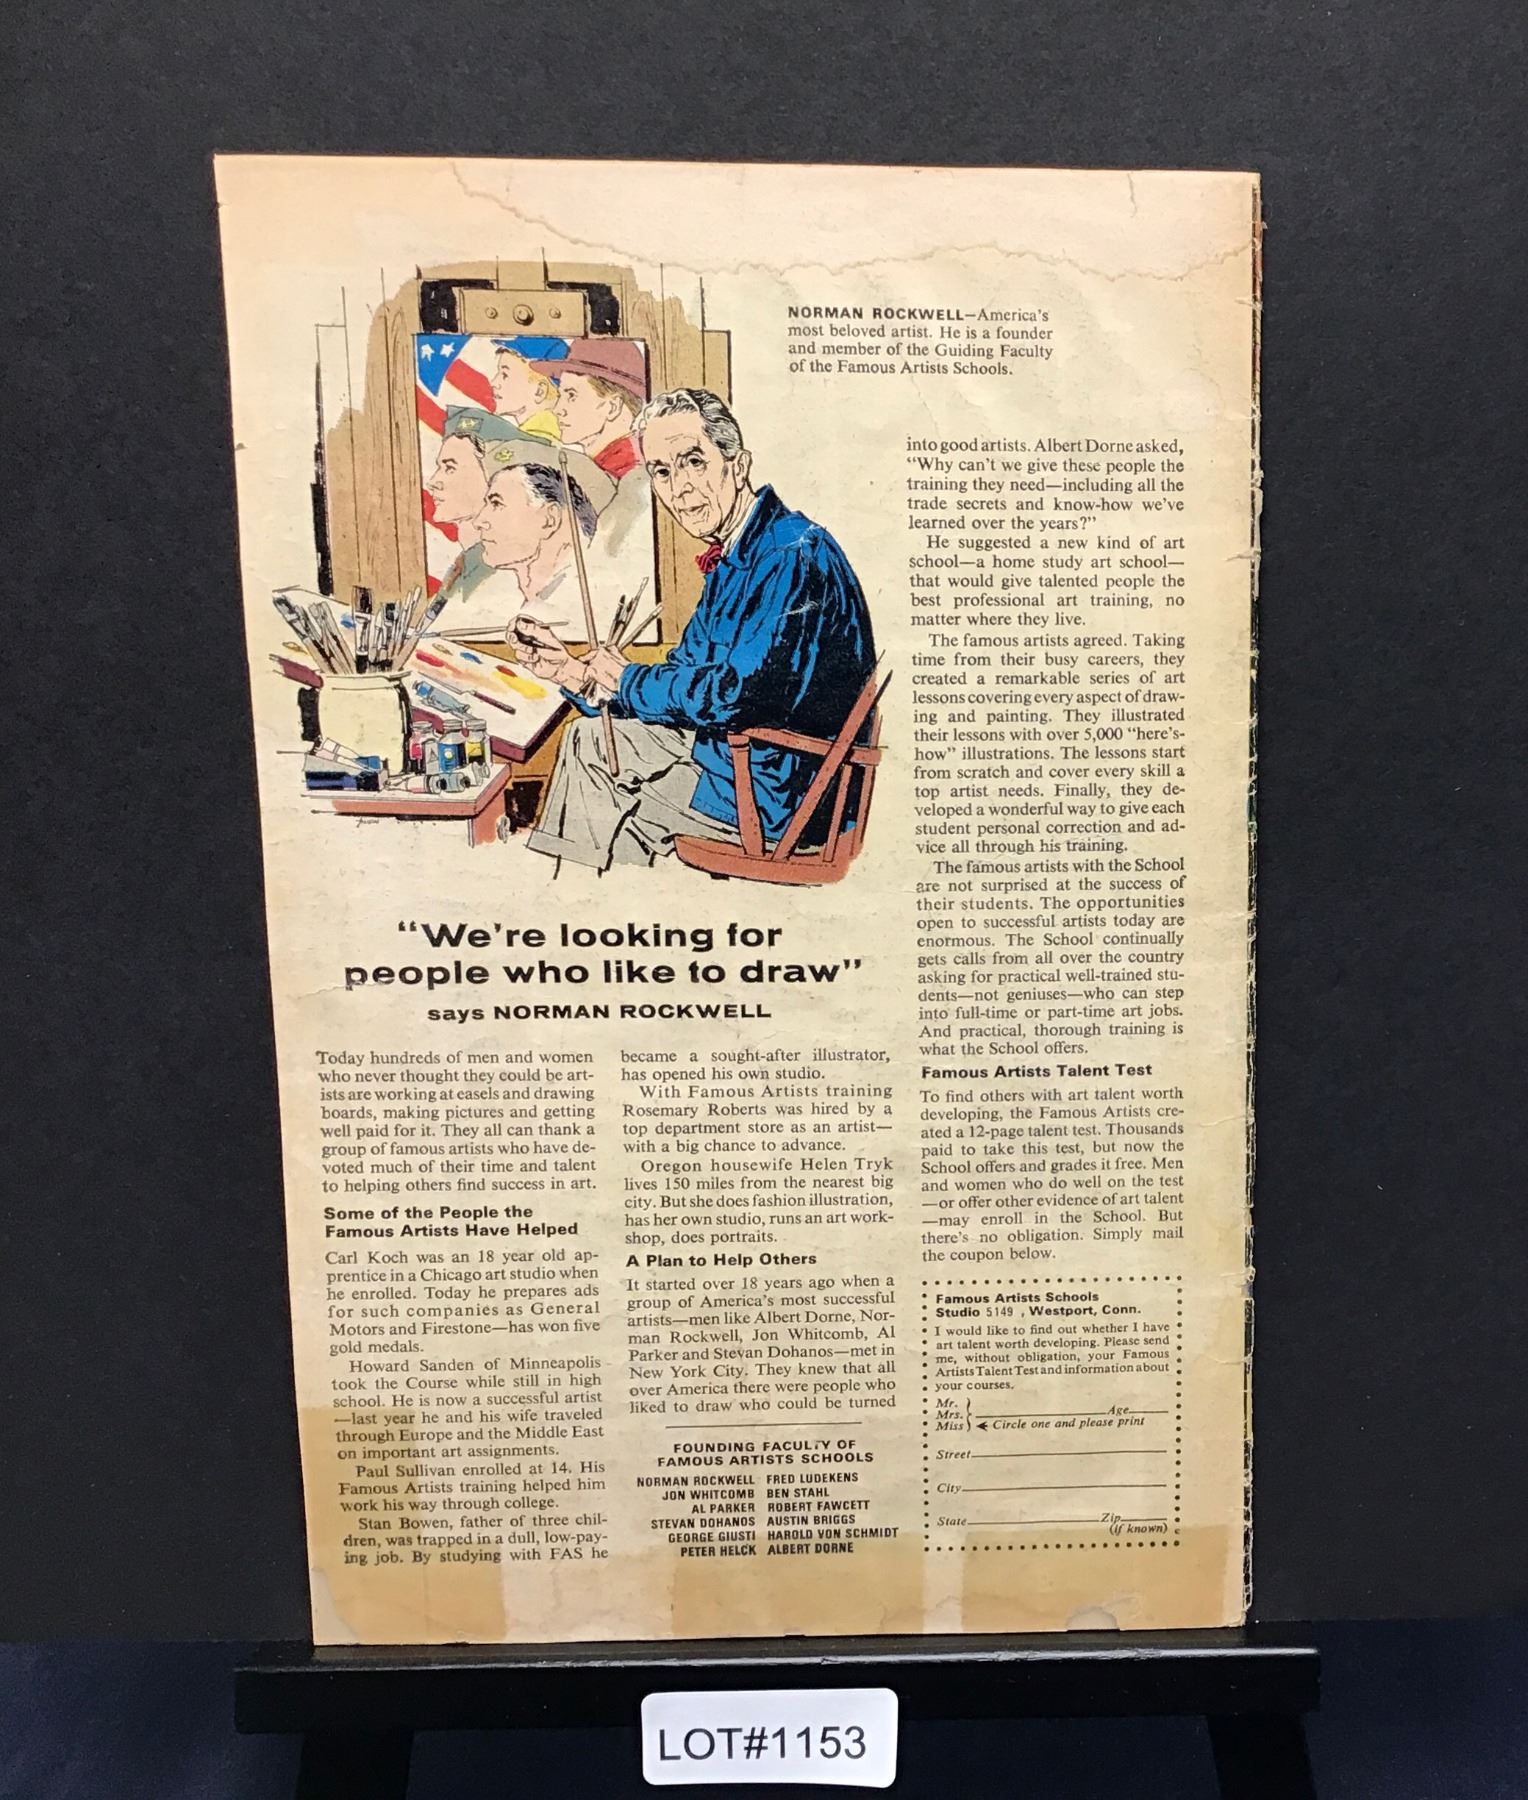 NORMAN ROCKWELL—America's
most beloved artist. He is a founder
and member of the Guiding Faculty
of the Famous Artists Schools.
"We're looking for
people who like to draw"
says NORMAN ROCKWELL
Today hundreds of men and women
who never thought they could be art-
ists are working at easels and drawing
boards, making pictures and getting
well paid for it. They all can thank a
group of famous artists who have de-
voted much of their time and talent
to helping others find success in art.
Some of the People the
Famous Artists Have Helped
Carl Koch was an 18 year old ap-
prentice in a Chicago art studio when
he enrolled. Today he prepares ads
for such companies as General
Motors and Firestone—has won five
gold medals.
Howard Sanden of Minneapolis
took the Course while still in high
school. He is now a successful artist
—last year he and his wife traveled
through Europe and the Middle East
on important art assignments.
Paul Sullivan enrolled at 14. His
Famous Artists training helped him
work his way through college.
Stan Bowen, father of three chil-
dren, was trapped in a dull, low-pay-
ing job. By studying with FAS he
became a sought-after illustrator,
has opened his own studio.
With Famous Artists training
Rosemary Roberts was hired by a
top department store as an artist—
with a big chance to advance.
Oregon housewife Helen Tryk
lives 150 miles from the nearest big
city. But she does fashion illustration,
has her own studio, runs an art work-
shop, does portraits.
A Plan to Help Others
It started over 18 years ago when a
group of America's most successful
artists—men like Albert Dorne, Nor-
man Rockwell, Jon Whitcomb, Al
Parker and Stevan Dohanos—met in
New York City. They knew that all
over America there were people who
liked to draw who could be turned
FOUNDING FACULTY OF
FAMOUS ARTISTS SCHOOLS
NORMAN ROCKWELL FRED LUDEKENS
JON WHITCOMB BEN STAHL
AL PARKER ROBERT FAWCETT
STEVAN DOHANOS AUSTIN BRIGGS
GEORGE GIUSTI HAROLD VON SCHMIDT
PETER HELCK ALBERT DORNE
into good artists. Albert Dorne asked,
"Why can't we give these people the
training they need—including all the
trade secrets and know-how we've
learned over the years?"
He suggested a new kind of art
school—a home study art school—
that would give talented people the
best professional art training, no
matter where they live.
The famous artists agreed. Taking
time from their busy careers, they
created a remarkable series of art
lessons covering every aspect of draw-
ing and painting. They illustrated
their lessons with over 5,000 "here's-
how" illustrations. The lessons start
from scratch and cover every skill a
top artist needs. Finally, they de-
veloped a wonderful way to give each
student personal correction and ad-
vice all through his training.
The famous artists with the School
are not surprised at the success of
their students. The opportunities
open to successful artists today are
enormous. The School continually
gets calls from all over the country
asking for practical well-trained stu-
dents—not geniuses—who can step
into full-time or part-time art jobs.
And practical, thorough training is
what the School offers.
Famous Artists Talent Test
To find others with art talent worth
developing, the Famous Artists cre-
ated a 12-page talent test. Thousands
paid to take this test, but now the
School offers and grades it free. Men
and women who do well on the test
—or offer other evidence of art talent
—may enroll in the School. But
there's no obligation. Simply mail
the coupon below.
Famous Artists Schools
Studio 5149 , Westport, Conn.
I would like to find out whether I have
art talent worth developing. Please send
me, without obligation, your Famous
Artists Talent Test and information about
your courses.
Mr.
Mrs. Age
Miss Circle one and please print
Street
City
State Zip
(if known)
LOT#1153